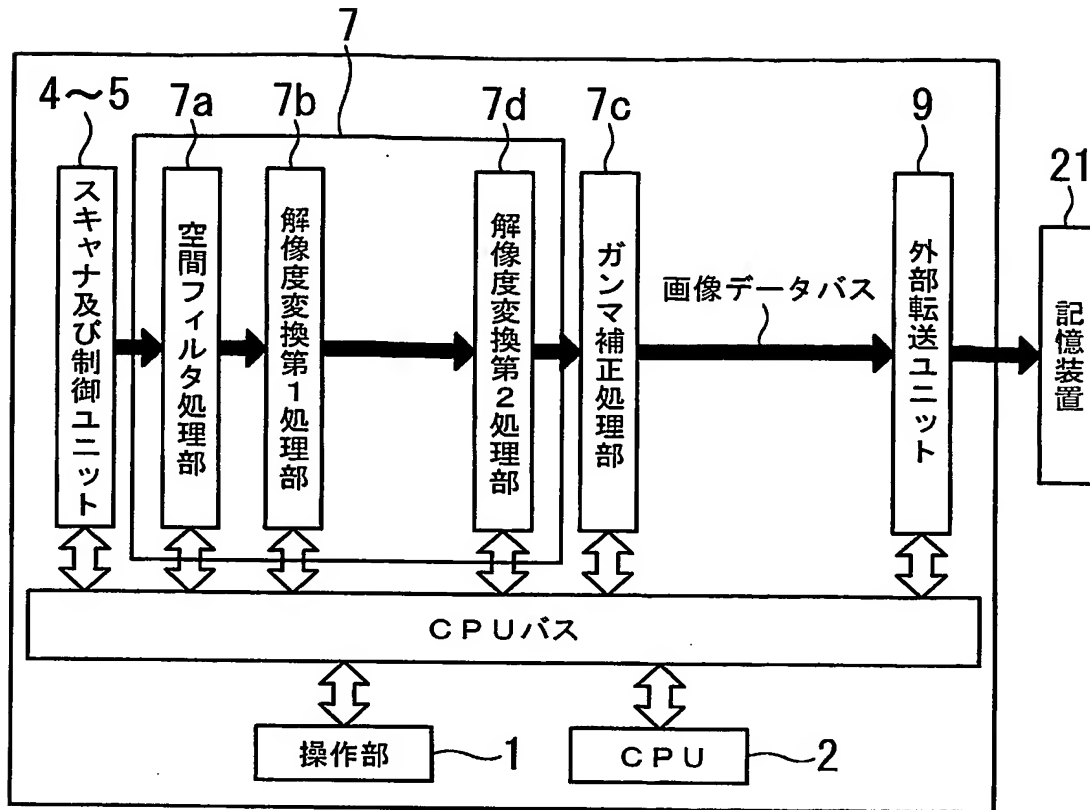 7
4～5
7a
7b
7d
7c
9
21
スキャナ及び制御ユニット
空間フィルタ処理部
解像度変換第1処理部
解像度変換第2処理部
ガンマ補正処理部
画像データバス
外部転送ユニット
記憶装置
CPUバス
操作部
1
CPU
2